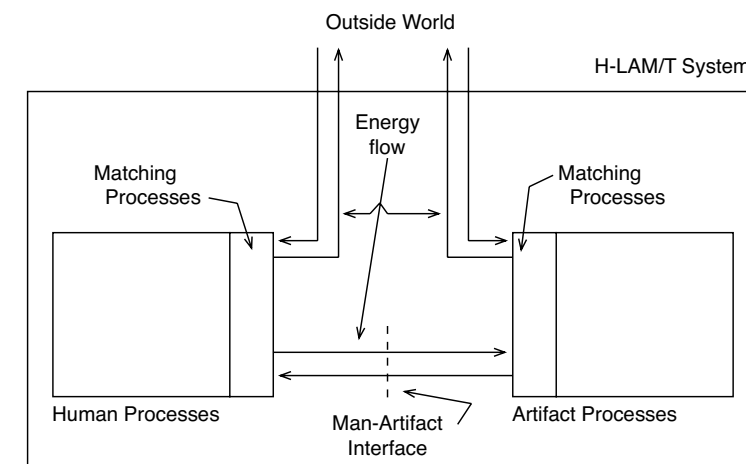 Outside World
H-LAM/T System
Energy
flow
Matching
Processes
Matching
Processes
Human Processes
Man-Artifact
Interface
Artifact Processes